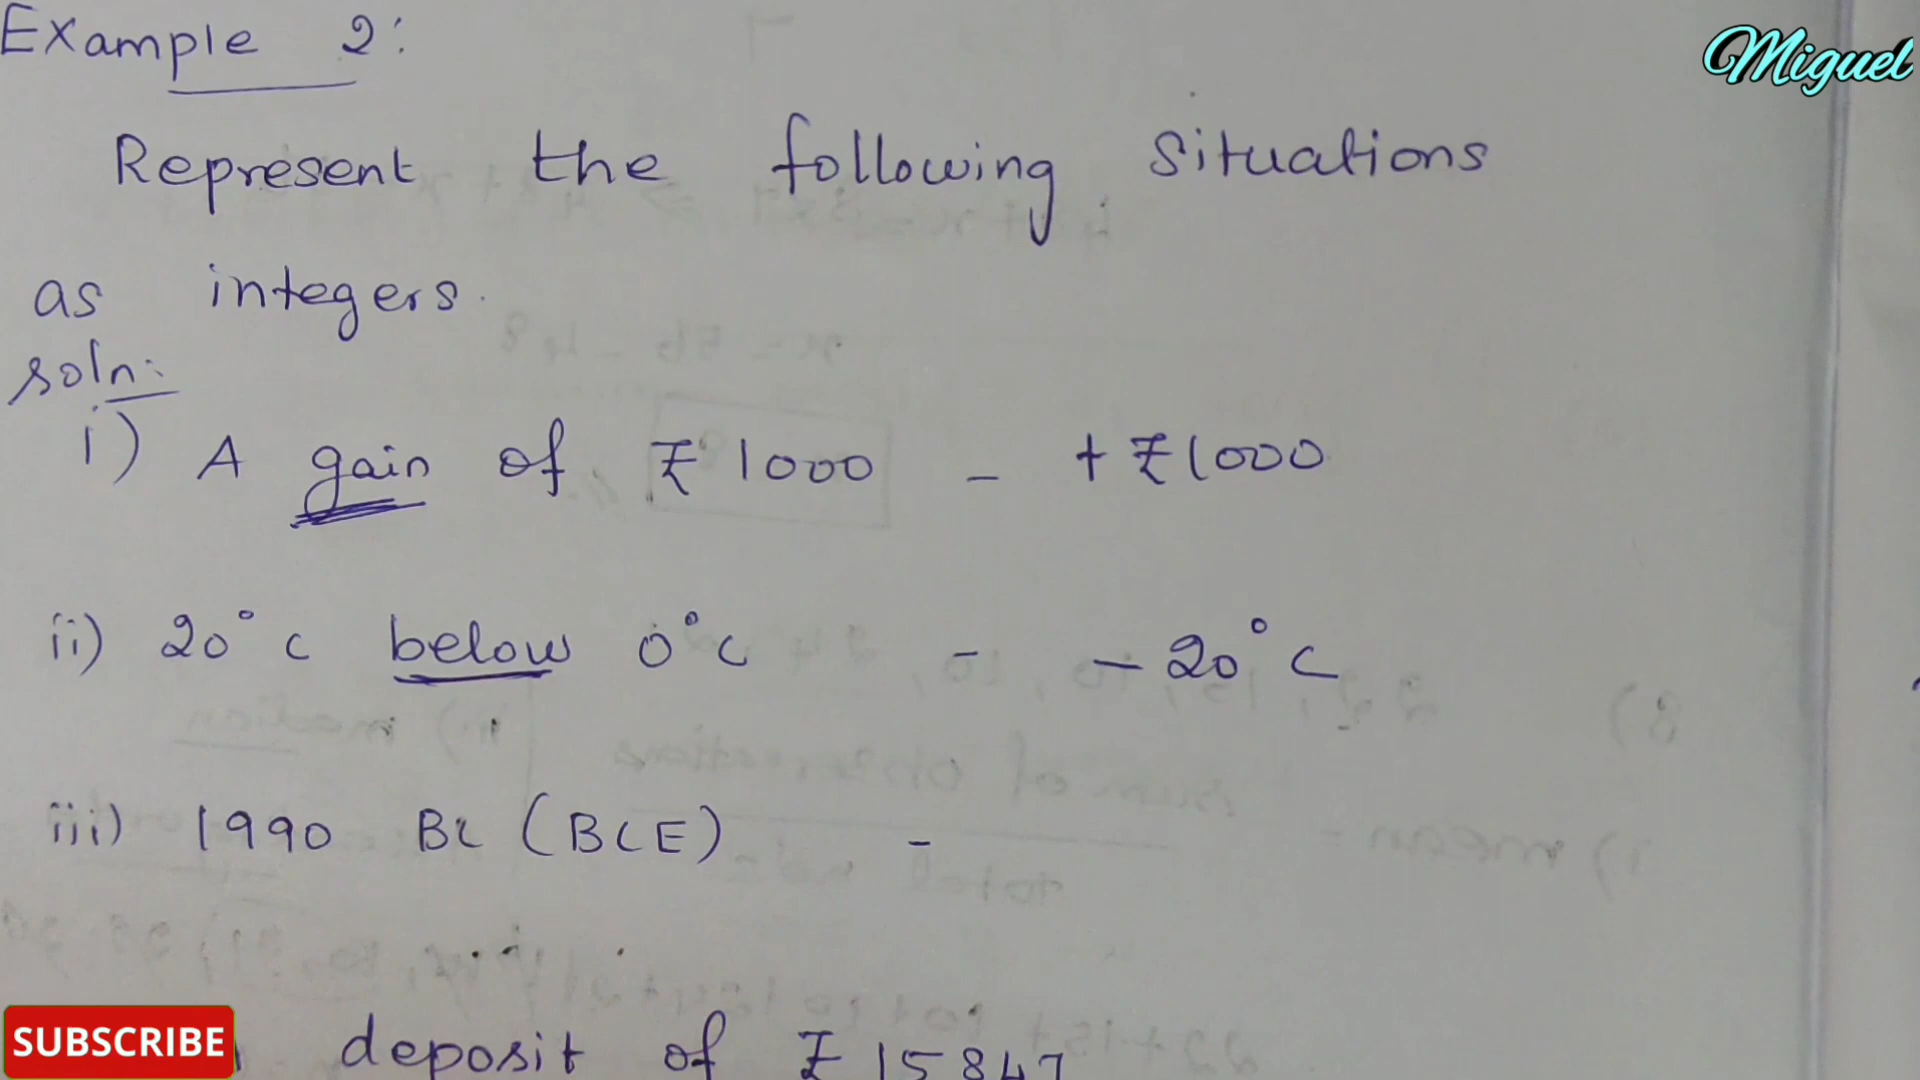 Example 2:
Miguel
Represent the following situations
as integers.
soln:
i) A gain of ₹ 1000 - + ₹1000
ii) 20° C below 0°C - - 20° C
iii) 1990 BC (BCE) -
deposit of ₹ 15847
SUBSCRIBE